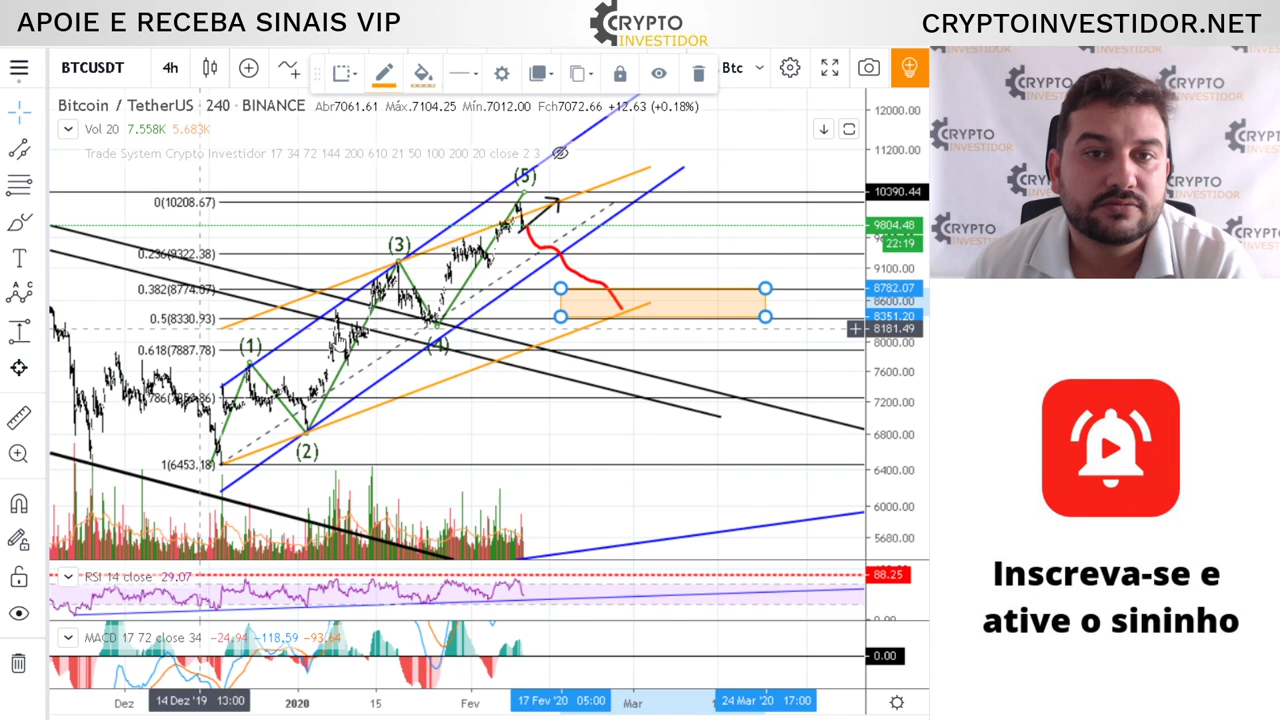 APOIE E RECEBA SINAIS VIP
CRYPTO
INVESTIDOR
CRYPTOINVESTIDOR.NET
BTCUSDT
4h
Btc
Bitcoin / TetherUS · 240 · BINANCE Abr7061.61 Máx.7104.25 Mín.7012.00 Fch7072.66 +12.63 (+0.18%)
Vol 20 7.558K 5.683K
Trade System Crypto Investidor 17 34 72 144 200 610 21 50 100 200 20 close 2 3
12000.00
11200.00
10390.44
9804.48
22:19
9100.00
8782.07
8600.00
8351.20
8181.49
8000.00
7600.00
7200.00
6800.00
6400.00
6000.00
5680.00
0(10208.67)
0.236(9322.38)
0.382(8774.07)
0.5(8330.93)
0.618(7887.78)
1(6453.18)
(1)
(2)
(3)
(4)
(5)
RSI 14 close 29.07
88.25
MACD 17 72 close 34 −24.94 −118.59 −93.64
0.00
Dez
14 Dez '19 13:00
2020
15
Fev
17 Fev '20 05:00
Mar
24 Mar '20 17:00
CRYPTO
INVESTIDOR
Inscreva-se e
ative o sininho